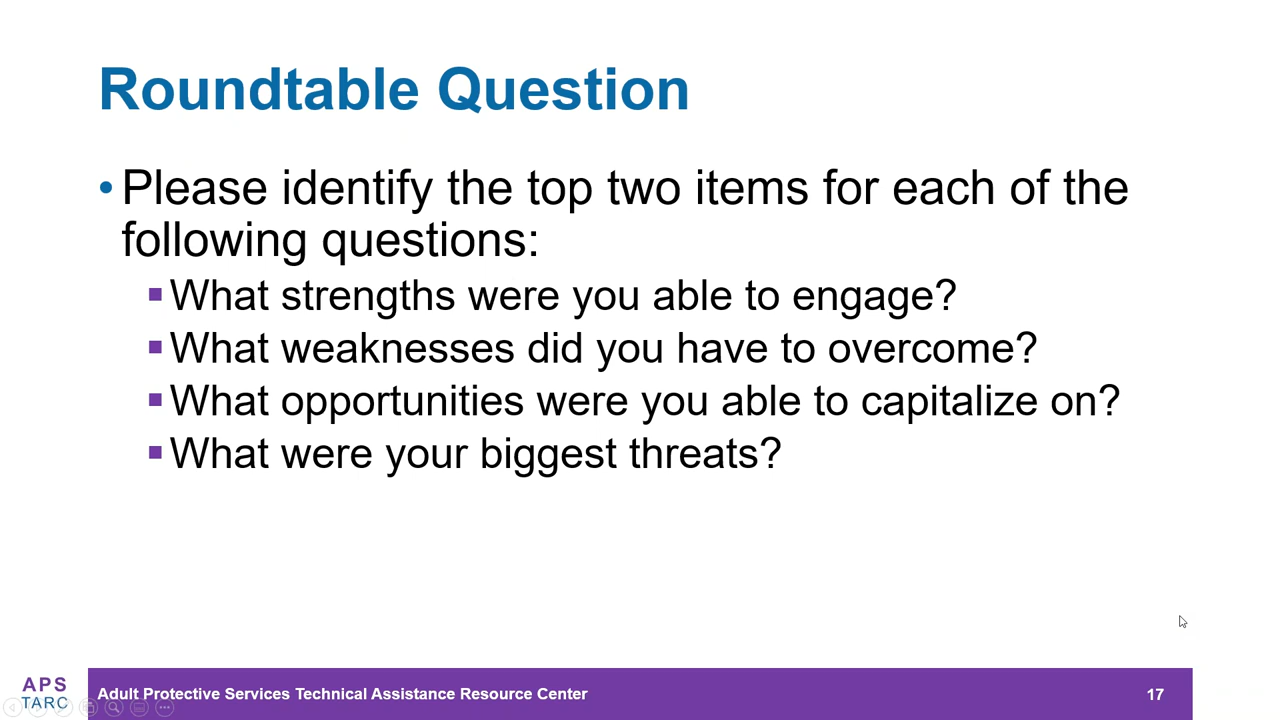 Roundtable Question
• Please identify the top two items for each of the
following questions:
▪ What strengths were you able to engage?
▪ What weaknesses did you have to overcome?
▪ What opportunities were you able to capitalize on?
▪ What were your biggest threats?
APS
TARC
Adult Protective Services Technical Assistance Resource Center
17